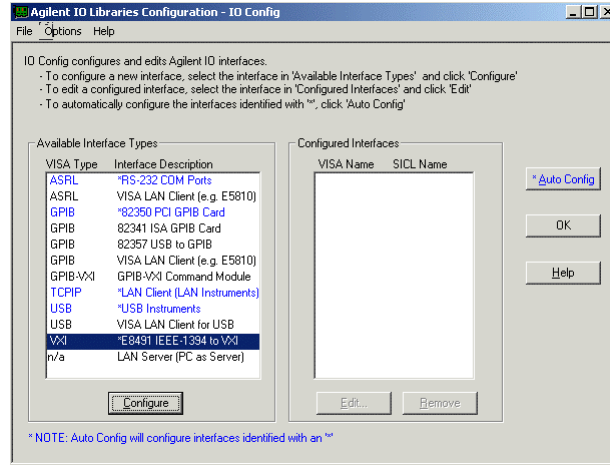 Agilent IO Libraries Configuration - IO Config
File Options Help
IO Config configures and edits Agilent IO interfaces.
- To configure a new interface, select the interface in 'Available Interface Types' and click 'Configure'
- To edit a configured interface, select the interface in 'Configured Interfaces' and click 'Edit'
- To automatically configure the interfaces identified with '*', click 'Auto Config'
Available Interface Types
VISA Type Interface Description
ASRL *RS-232 COM Ports
ASRL VISA LAN Client (e.g. E5810)
GPIB *82350 PCI GPIB Card
GPIB 82341 ISA GPIB Card
GPIB 82357 USB to GPIB
GPIB VISA LAN Client (e.g. E5810)
GPIB-VXI GPIB-VXI Command Module
TCPIP *LAN Client (LAN Instruments)
USB *USB Instruments
USB VISA LAN Client for USB
VXI *E8491 IEEE-1394 to VXI
n/a LAN Server (PC as Server)
Configure
Configured Interfaces
VISA Name SICL Name
Edit... Remove
* Auto Config
OK
Help
* NOTE: Auto Config will configure interfaces identified with an '*'